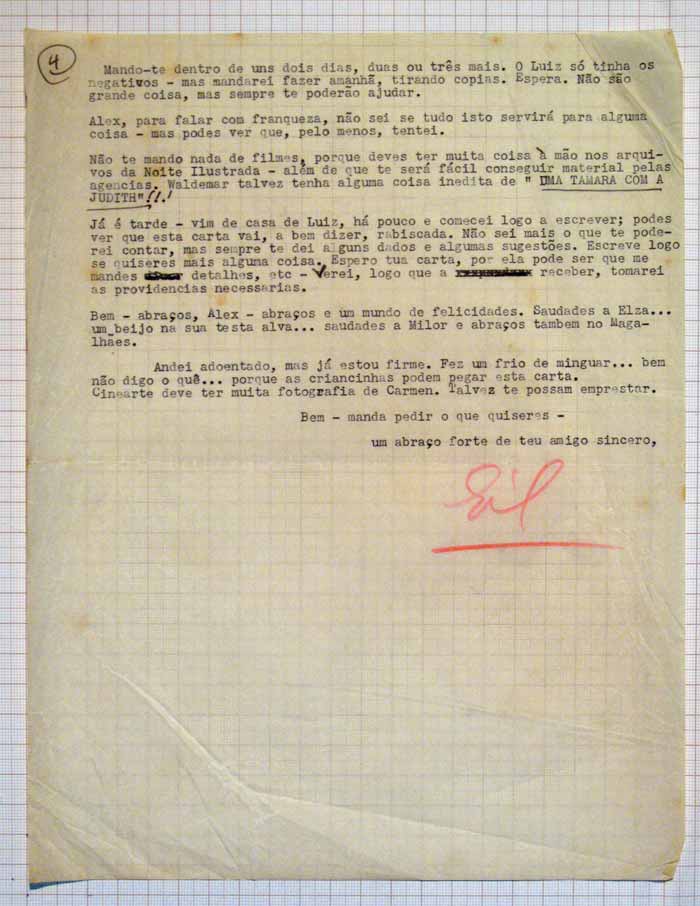 4
Mando-te dentro de uns dois dias, duas ou três mais. O Luiz só tinha os
negativos - mas mandarei fazer amanhã, tirando copias. Espera. Não são
grande coisa, mas sempre te poderão ajudar.
Alex, para falar com franqueza, não sei se tudo isto servirá para alguma
coisa - mas podes ver que, pelo menos, tentei.
Não te mando nada de filmes, porque deves ter muita coisa à mão nos arqui-
vos da Noite Ilustrada - além de que te será fácil conseguir material pelas
agencias. Waldemar talvez tenha alguma coisa inedita de " UMA TAMARA COM A
JUDITH"!!.!
Já é tarde - vim de casa de Luiz, há pouco e comecei logo a escrever; podes
ver que esta carta vai, a bem dizer, rabiscada. Não sei mais o que te pode-
rei contar, mas sempre te dei alguns dados e algumas sugestões. Escreve logo
se quiseres mais alguma coisa. Espero tua carta, por ela pode ser que me
mandes detalhes, etc - Verei, logo que a receber, tomarei
as providencias necessarias.
Bem - abraços, Alex - abraços e um mundo de felicidades. Saudades a Elza...
um beijo na sua testa alva... saudades a Milor e abraços tambem no Maga-
lhaes.
Andei adoentado, mas já estou firme. Fez um frio de minguar... bem
não digo o quê... porque as criancinhas podem pegar esta carta.
Cinearte deve ter muita fotografia de Carmen. Talvez te possam emprestar.
Bem - manda pedir o que quiseres -
um abraço forte de teu amigo sincero,